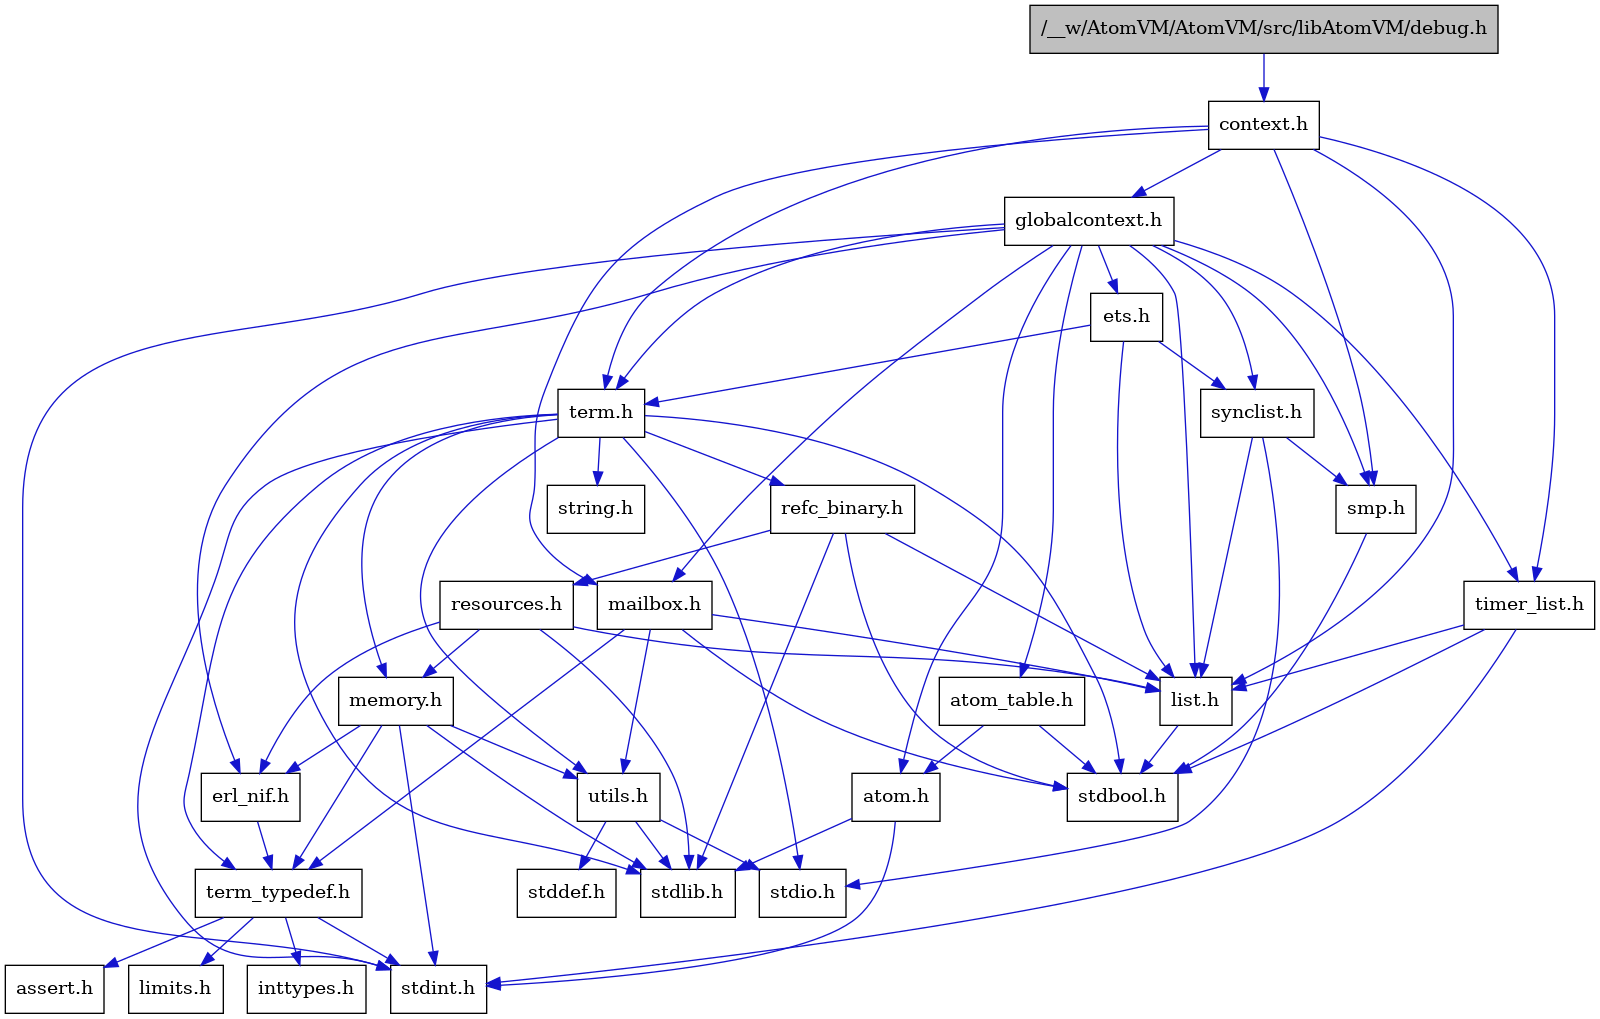 /__w/AtomVM/AtomVM/src/libAtomVM/debug.h
context.h
globalcontext.h
ets.h
term.h
synclist.h
string.h
refc_binary.h
smp.h
resources.h
mailbox.h
timer_list.h
memory.h
atom_table.h
list.h
erl_nif.h
utils.h
atom.h
stdbool.h
term_typedef.h
stddef.h
stdlib.h
stdio.h
assert.h
limits.h
inttypes.h
stdint.h